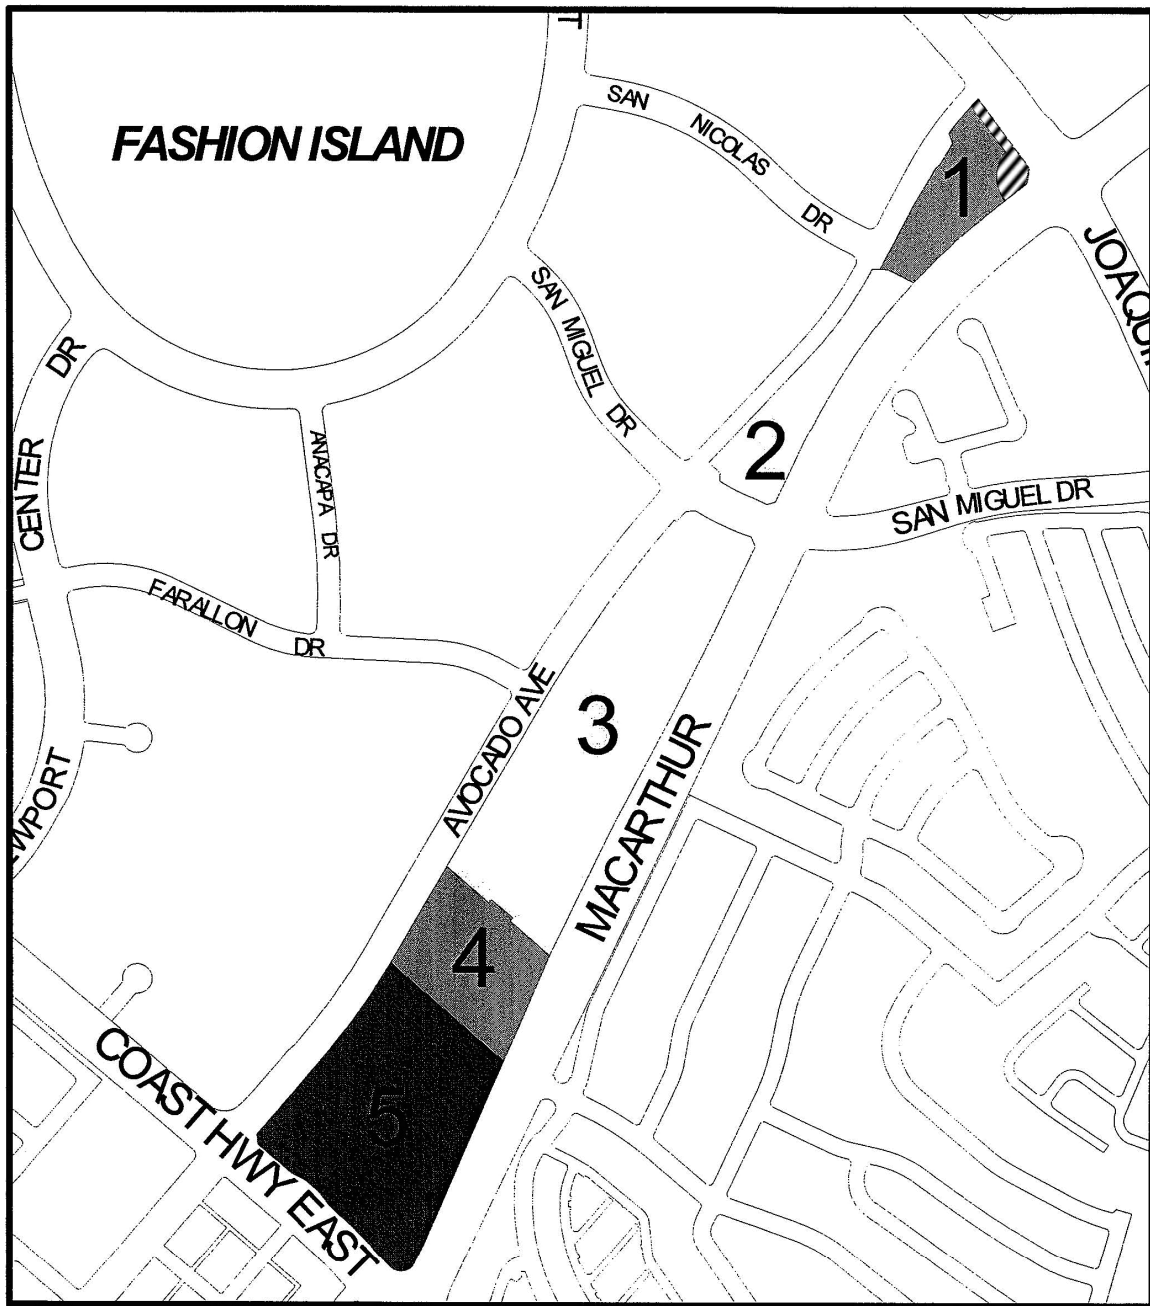 T
FASHION ISLAND
SAN NICOLAS DR
1
JOAQUI
SAN MIGUEL DR
DR
CENTER
ANACAPA DR
2
SAN MIGUEL DR
FARALLON DR
AVOCADO AVE
3
MACARTHUR
WPORT
4
COAST HWY EAST
5